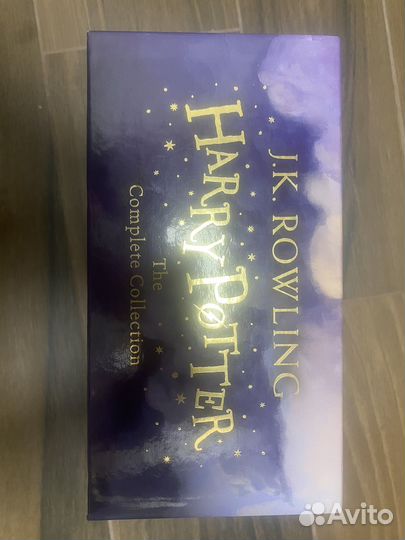 J.K. ROWLING
HARRY POTTER
The
Complete Collection
Avito